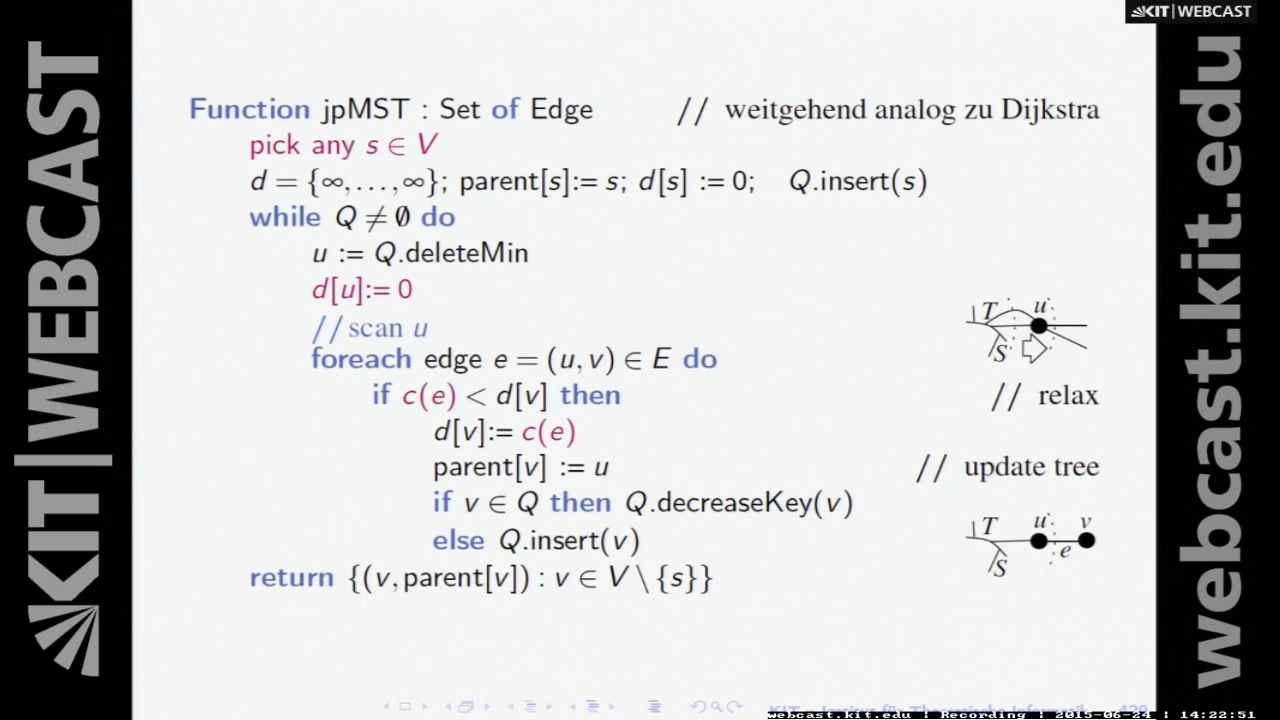 KIT|WEBCAST
KIT|WEBCAST
webcast.kit.edu
Function jpMST : Set of Edge // weitgehend analog zu Dijkstra
pick any s ∈ V
d = {∞,...,∞}; parent[s]:= s; d[s] := 0; Q.insert(s)
while Q ≠ ∅ do
u := Q.deleteMin
d[u]:= 0
//scan u
T u
S
foreach edge e = (u,v) ∈ E do
if c(e) < d[v] then // relax
d[v]:= c(e)
parent[v] := u // update tree
if v ∈ Q then Q.decreaseKey(v)
T u v
else Q.insert(v)
e
S
return {(v,parent[v]) : v ∈ V \ {s}}
webcast.kit.edu : Recording : 2015-06-24 : 14:22:51